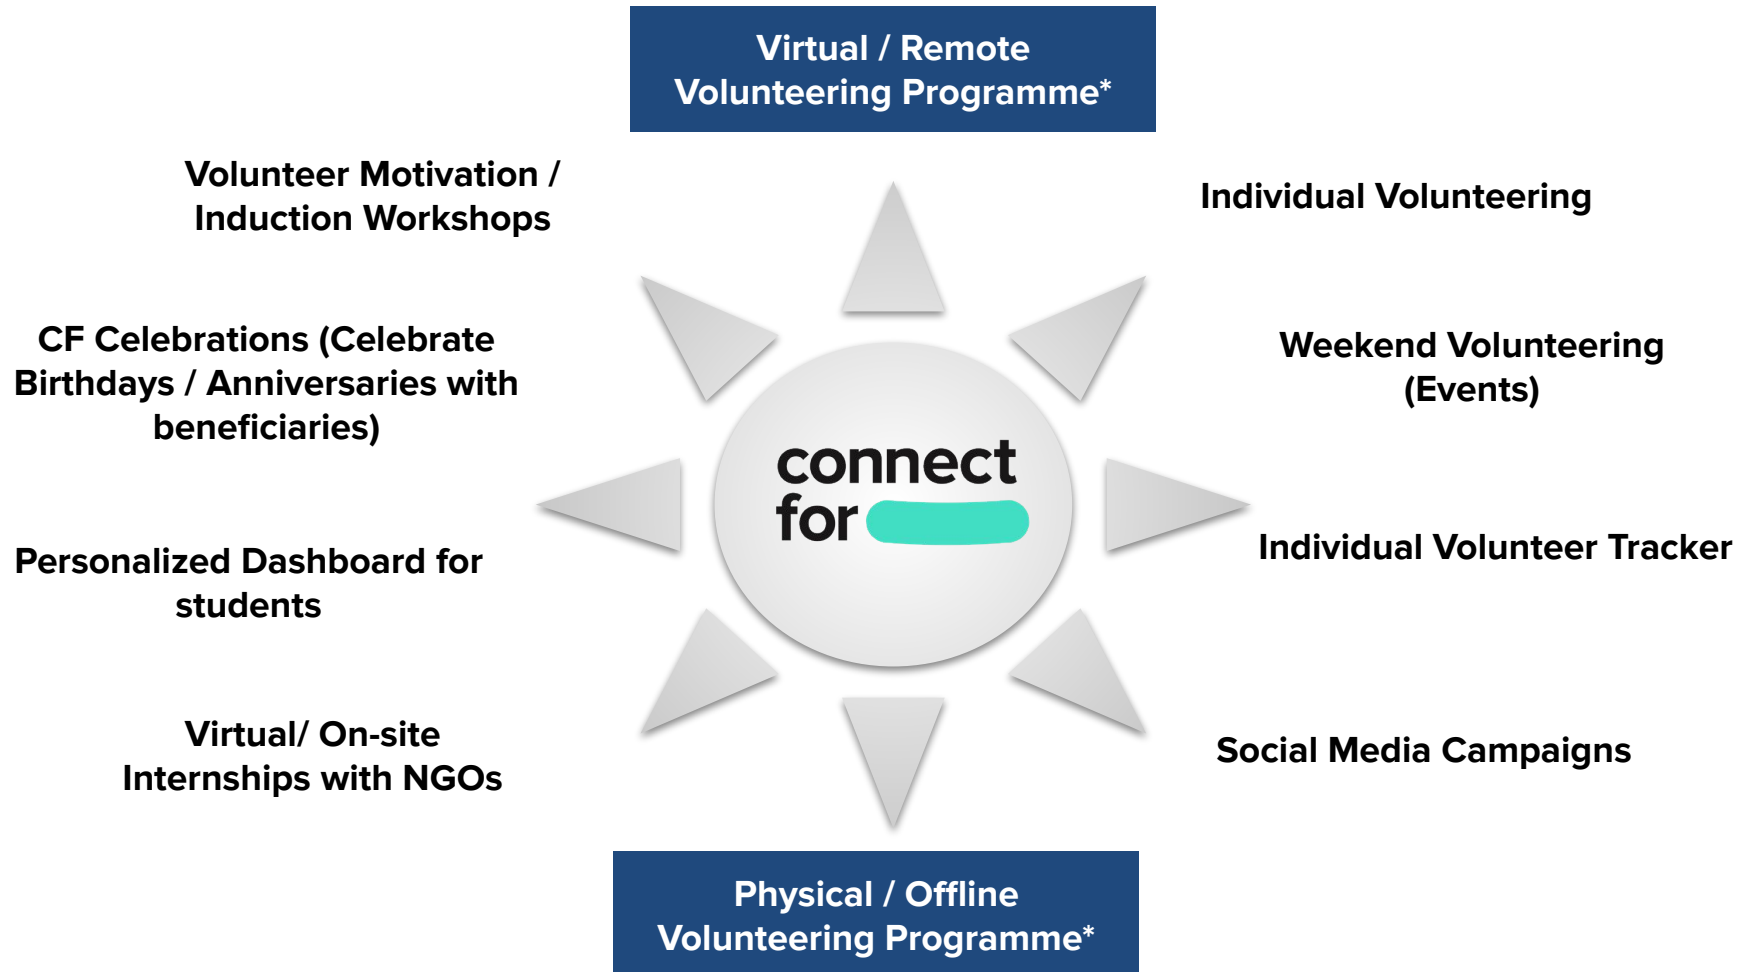 Virtual / Remote
Volunteering Programme*
Volunteer Motivation /
Induction Workshops
Individual Volunteering
CF Celebrations (Celebrate
Birthdays / Anniversaries with
beneficiaries)
Weekend Volunteering
(Events)
connect
for
Personalized Dashboard for
students
Individual Volunteer Tracker
Virtual/ On-site
Internships with NGOs
Social Media Campaigns
Physical / Offline
Volunteering Programme*